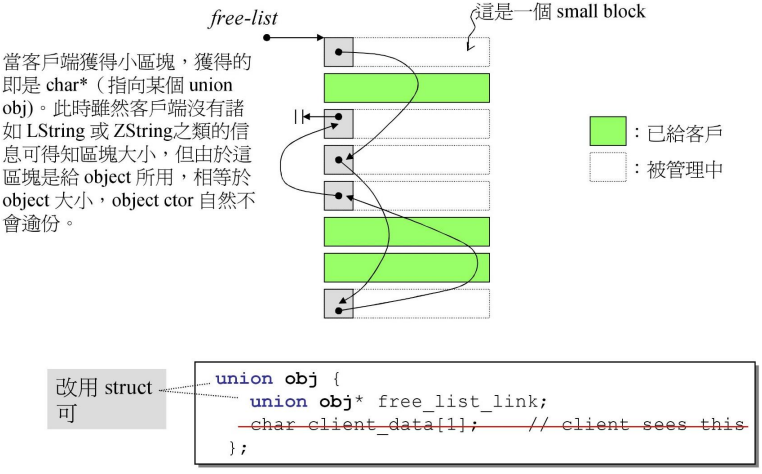 free-list
這是一個 small block
當客戶端獲得小區塊,獲得的
即是 char*(指向某個 union
obj)。此時雖然客戶端沒有諸
如 LString 或 ZString之類的信
息可得知區塊大小,但由於這
區塊是給 object 所用,相等於
object 大小,object ctor 自然不
會逾份。
:已給客戶
:被管理中
改用 struct
可
union obj {
union obj* free_list_link;
char client_data[1]; // client sees this
};